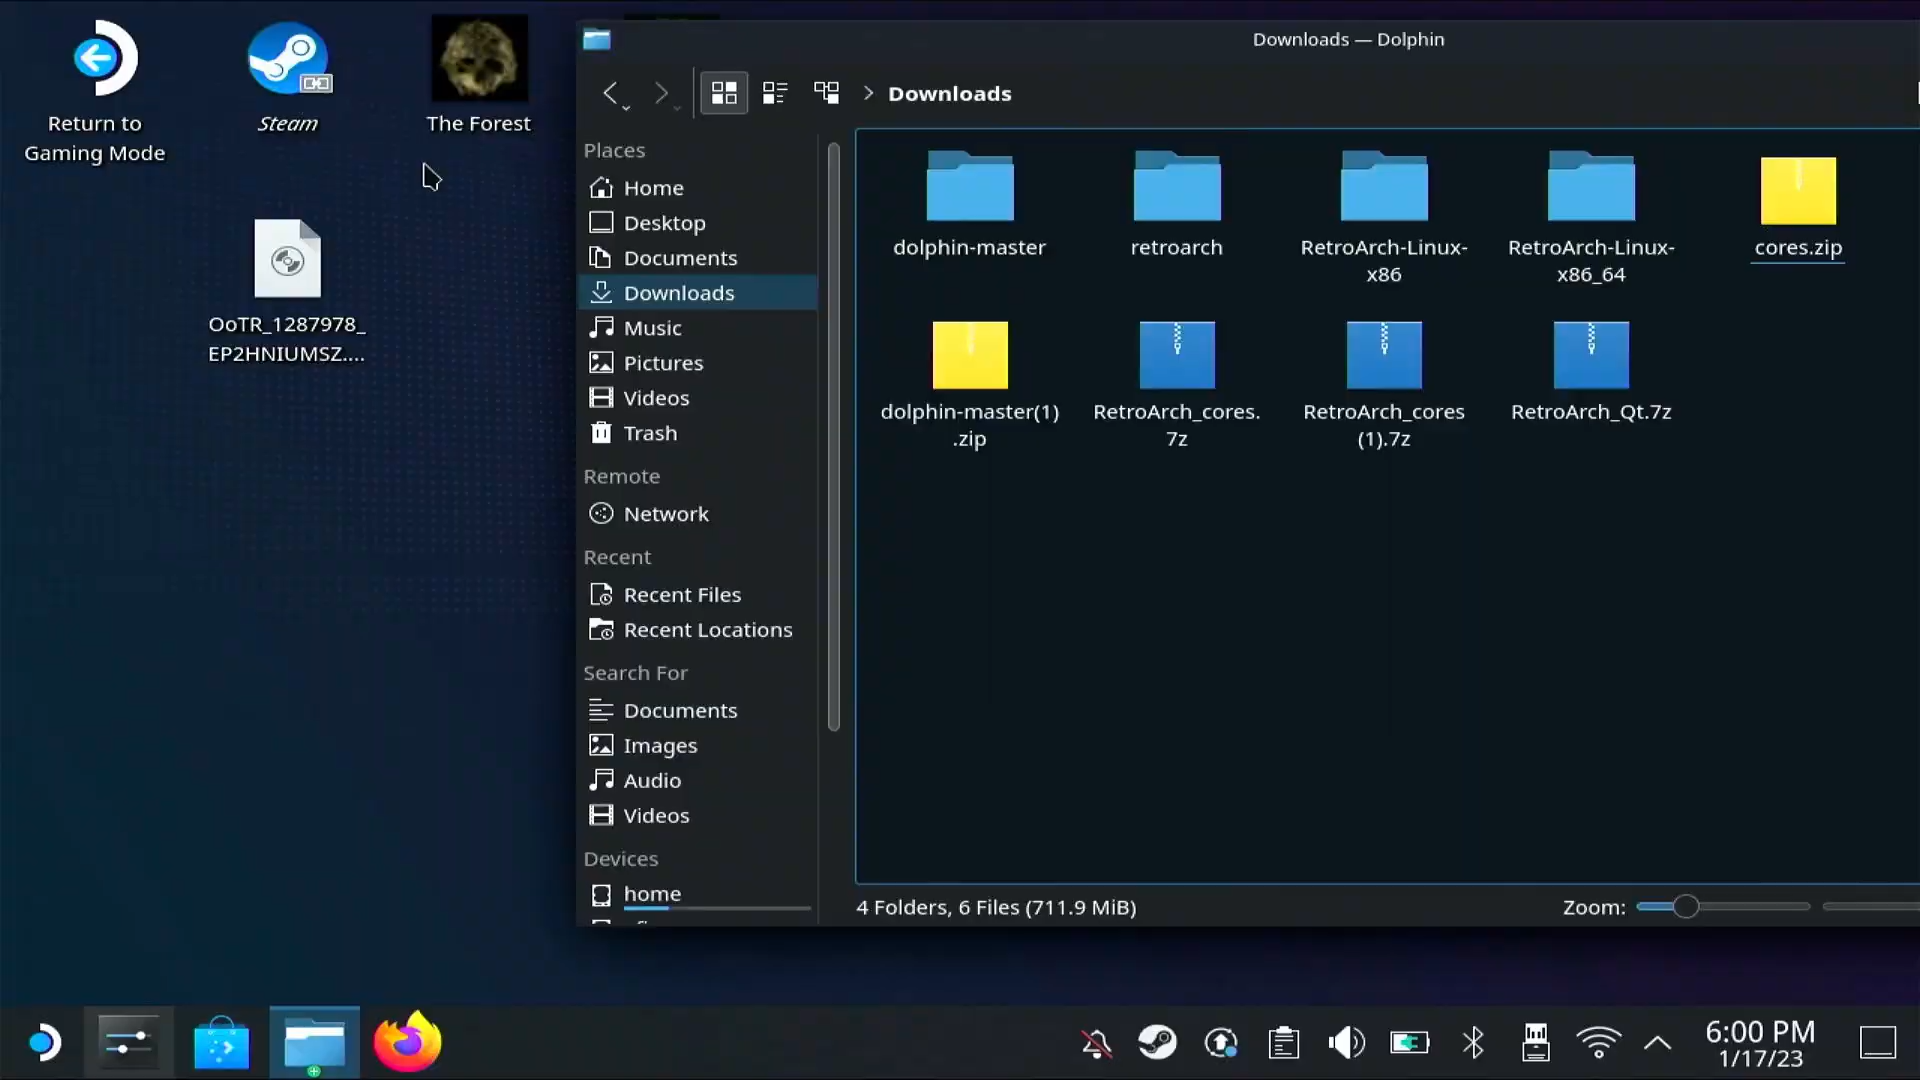 Return to
Gaming Mode
Steam
The Forest
OoTR_1287978_
EP2HNIUMSZ....
Downloads — Dolphin
Downloads
Places
Home
Desktop
Documents
Downloads
Music
Pictures
Videos
Trash
Remote
Network
Recent
Recent Files
Recent Locations
Search For
Documents
Images
Audio
Videos
Devices
home
dolphin-master
retroarch
RetroArch-Linux-
x86
RetroArch-Linux-
x86_64
cores.zip
dolphin-master(1)
.zip
RetroArch_cores.
7z
RetroArch_cores
(1).7z
RetroArch_Qt.7z
4 Folders, 6 Files (711.9 MiB)
Zoom:
6:00 PM
1/17/23